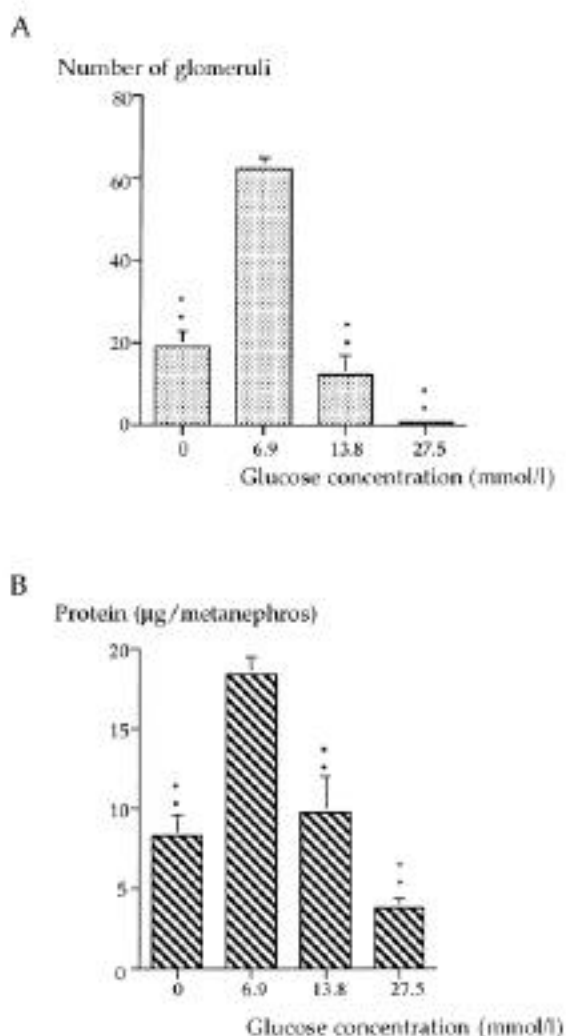 A
Number of glomeruli
80
60
40
20
0
0 6.9 13.8 27.5
Glucose concentration (mmol/l)
B
Protein (µg/metanephros)
20
15
10
5
0
0 6.9 13.8 27.5
Glucose concentration (mmol/l)